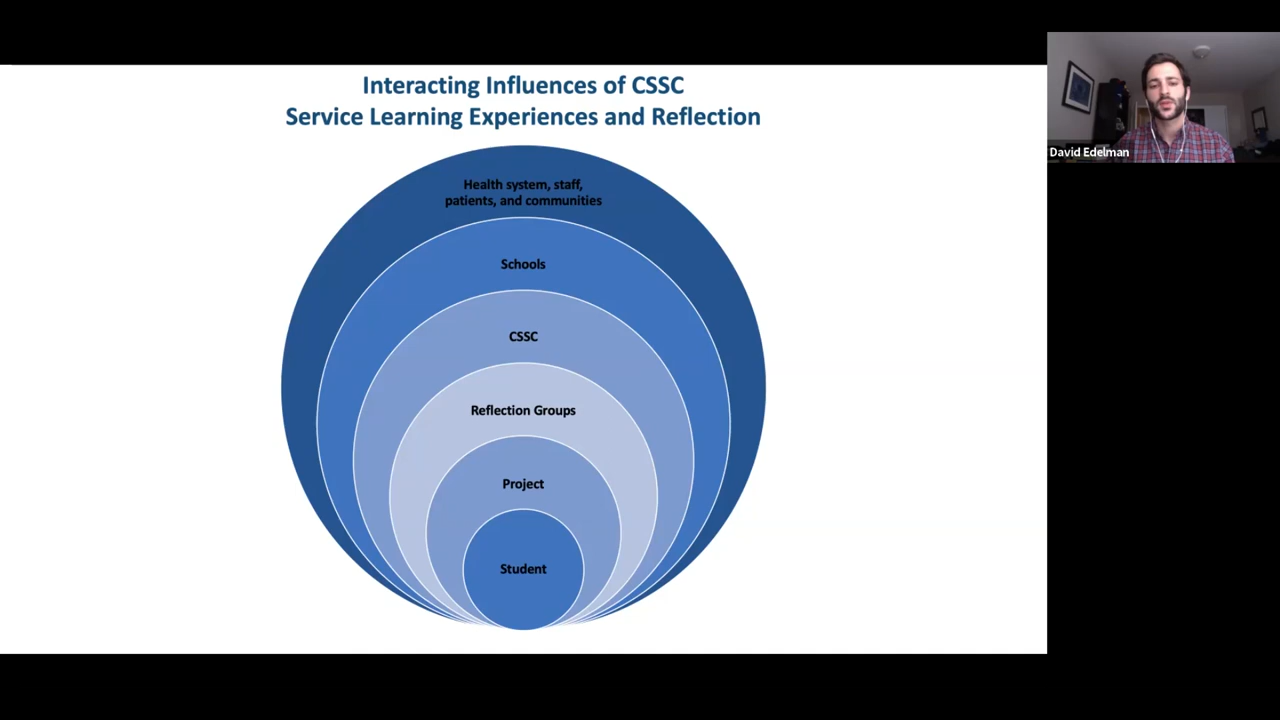 Interacting Influences of CSSC
Service Learning Experiences and Reflection
Health system, staff,
patients, and communities
Schools
CSSC
Reflection Groups
Project
Student
David Edelman